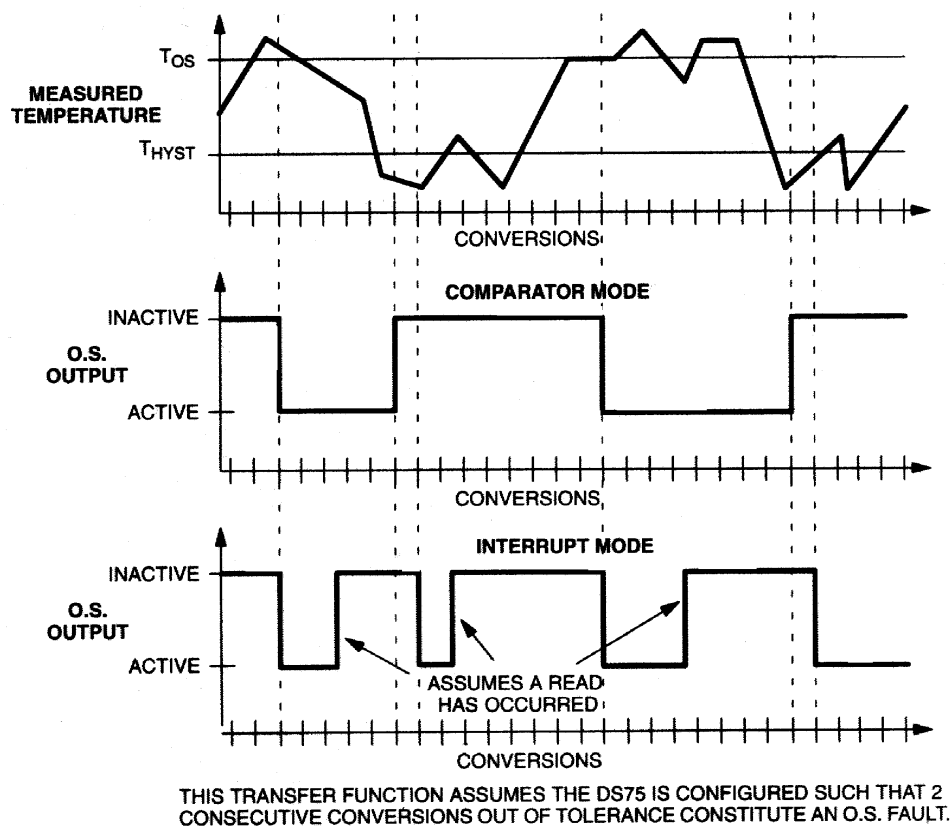 TOS
MEASURED
TEMPERATURE
THYST
CONVERSIONS
COMPARATOR MODE
INACTIVE
O.S.
OUTPUT
ACTIVE
CONVERSIONS
INTERRUPT MODE
INACTIVE
O.S.
OUTPUT
ACTIVE
ASSUMES A READ
HAS OCCURRED
CONVERSIONS
THIS TRANSFER FUNCTION ASSUMES THE DS75 IS CONFIGURED SUCH THAT 2
CONSECUTIVE CONVERSIONS OUT OF TOLERANCE CONSTITUTE AN O.S. FAULT.